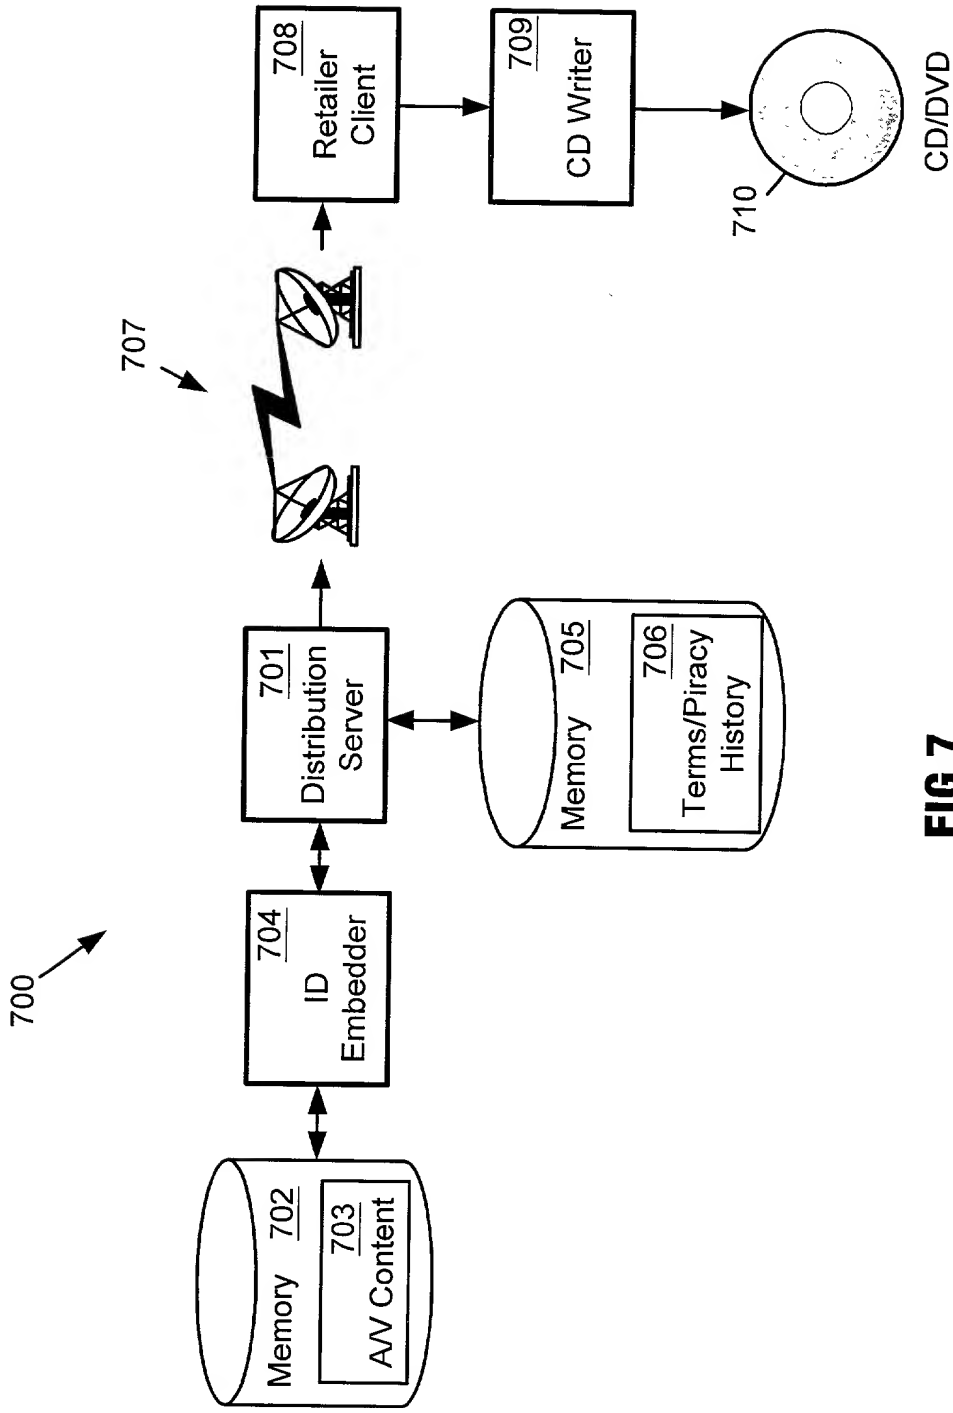 700
Memory 702
703
A/V Content
704
ID
Embedder
701
Distribution
Server
Memory 705
706
Terms/Piracy
History
707
708
Retailer
Client
709
CD Writer
710
CD/DVD
FIG 7